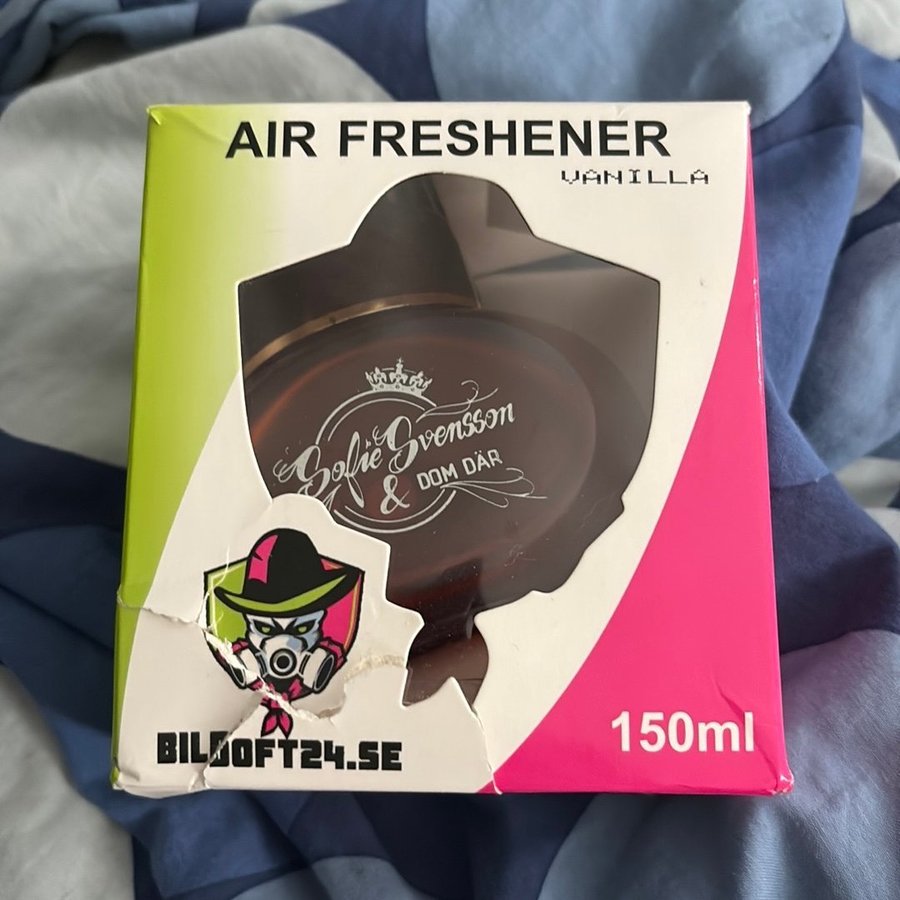 AIR FRESHENER
VANILLA
Sofie Svensson
& DOM DÄR
BILDOFT24.SE
150ml